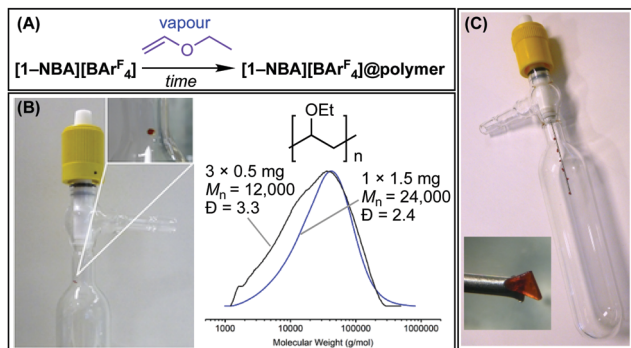 (A)
vapour
O
[1–NBA][BArF4]
time
[1–NBA][BArF4]@polymer
(B)
OEt
n
3 × 0.5 mg
Mn = 12,000
Đ = 3.3
1 × 1.5 mg
Mn = 24,000
Đ = 2.4
1000 10000 100000 1000000
Molecular Weight (g/mol)
(C)